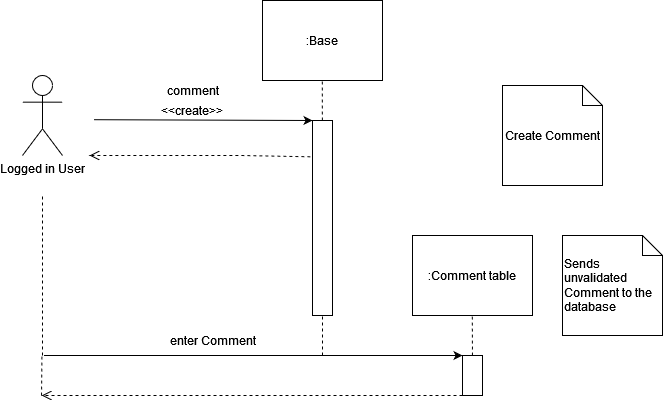 :Base
comment
<<create>>
Create Comment
Logged in User
:Comment table
Sends
unvalidated
Comment to the
database
enter Comment